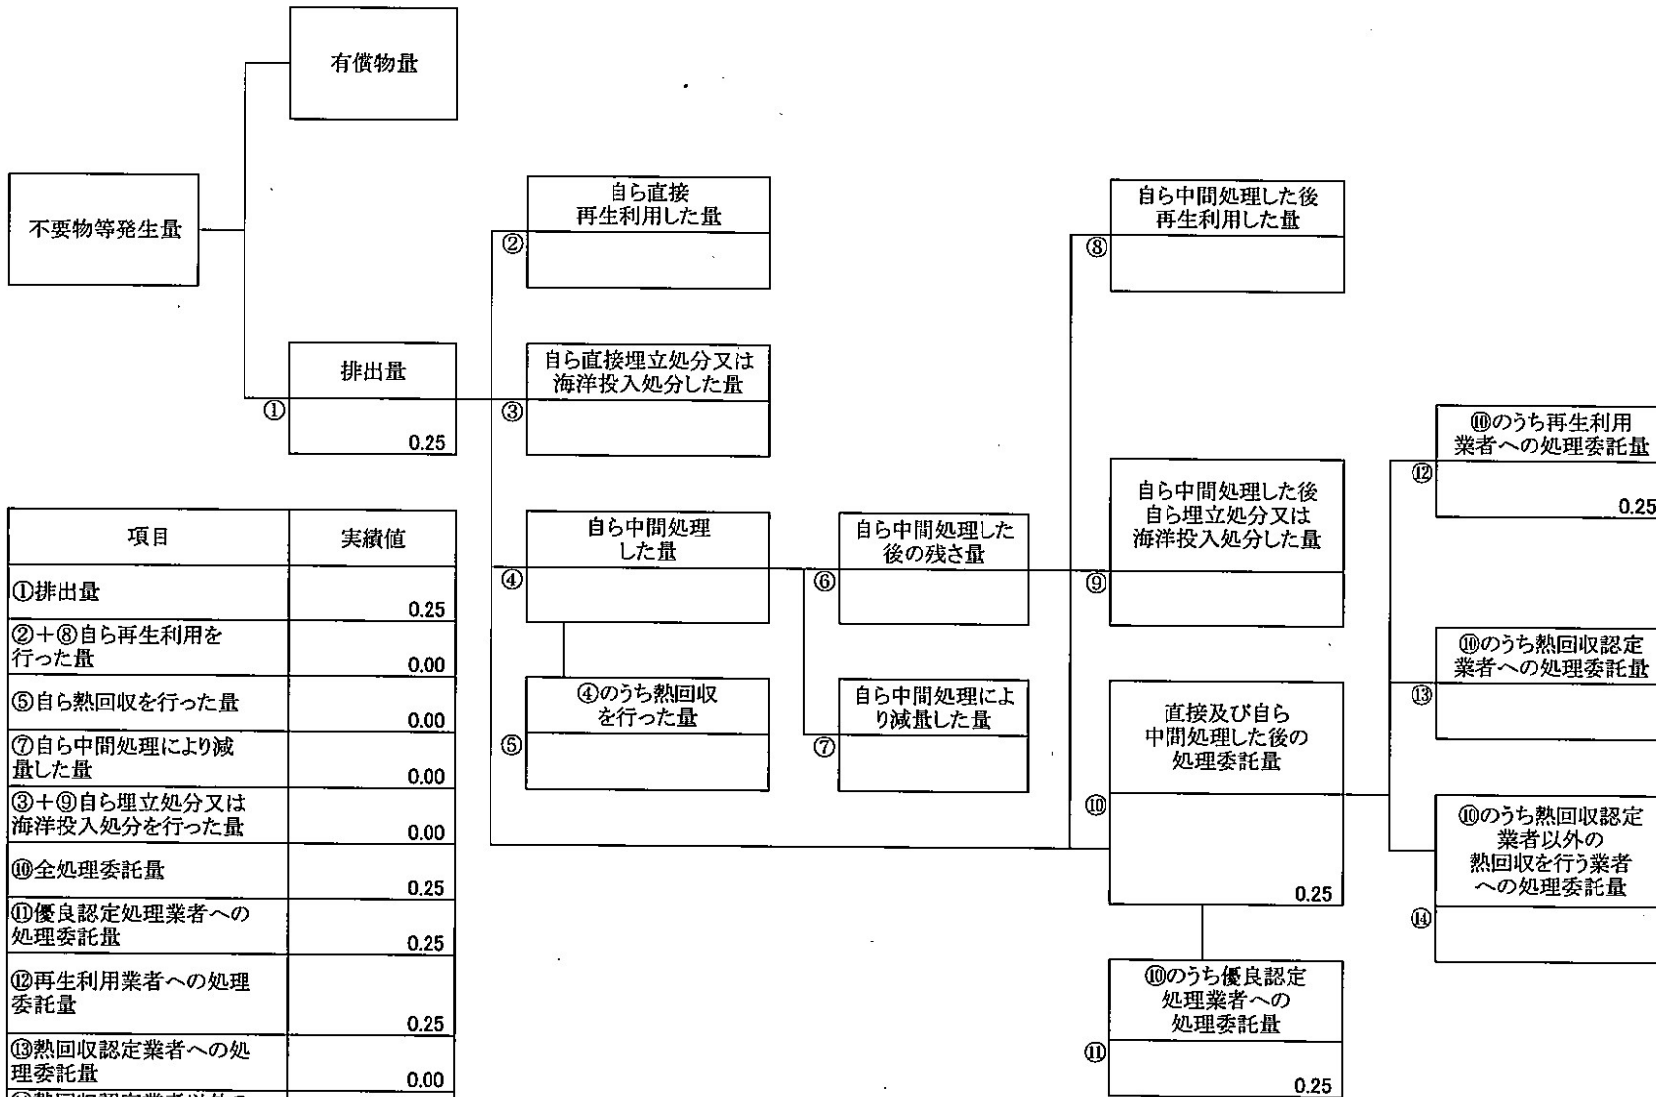 有償物量
不要物等発生量
自ら直接
再生利用した量
②
自ら中間処理した後
再生利用した量
⑧
排出量
①
0.25
自ら直接埋立処分又は
海洋投入処分した量
③
⑩のうち再生利用
業者への処理委託量
⑫
0.25
自ら中間処理
した量
④
自ら中間処理した
後の残さ量
⑥
自ら中間処理した後
自ら埋立処分又は
海洋投入処分した量
⑨
⑩のうち熱回収認定
業者への処理委託量
⑬
④のうち熱回収
を行った量
⑤
自ら中間処理によ
り減量した量
⑦
直接及び自ら
中間処理した後の
処理委託量
⑩
0.25
⑩のうち熱回収認定
業者以外の
熱回収を行う業者
への処理委託量
⑭
⑩のうち優良認定
処理業者への
処理委託量
⑪
0.25
項目 実績値
①排出量 0.25
②+⑧自ら再生利用を
行った量 0.00
⑤自ら熱回収を行った量 0.00
⑦自ら中間処理により減
量した量 0.00
③+⑨自ら埋立処分又は
海洋投入処分を行った量 0.00
⑩全処理委託量 0.25
⑪優良認定処理業者への
処理委託量 0.25
⑫再生利用業者への処理
委託量 0.25
⑬熱回収認定業者への処
理委託量 0.00